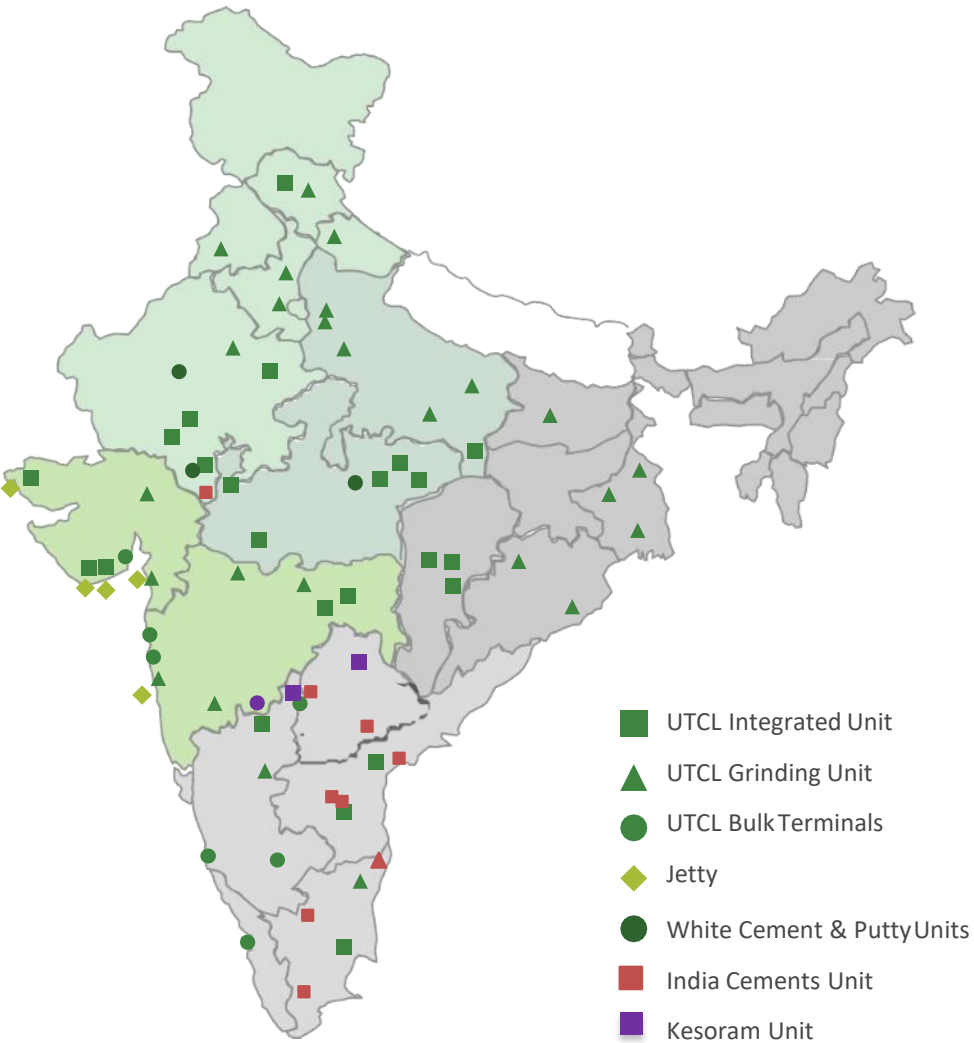 UTCL Integrated Unit
UTCL Grinding Unit
UTCL Bulk Terminals
Jetty
White Cement & Putty Units
India Cements Unit
Kesoram Unit